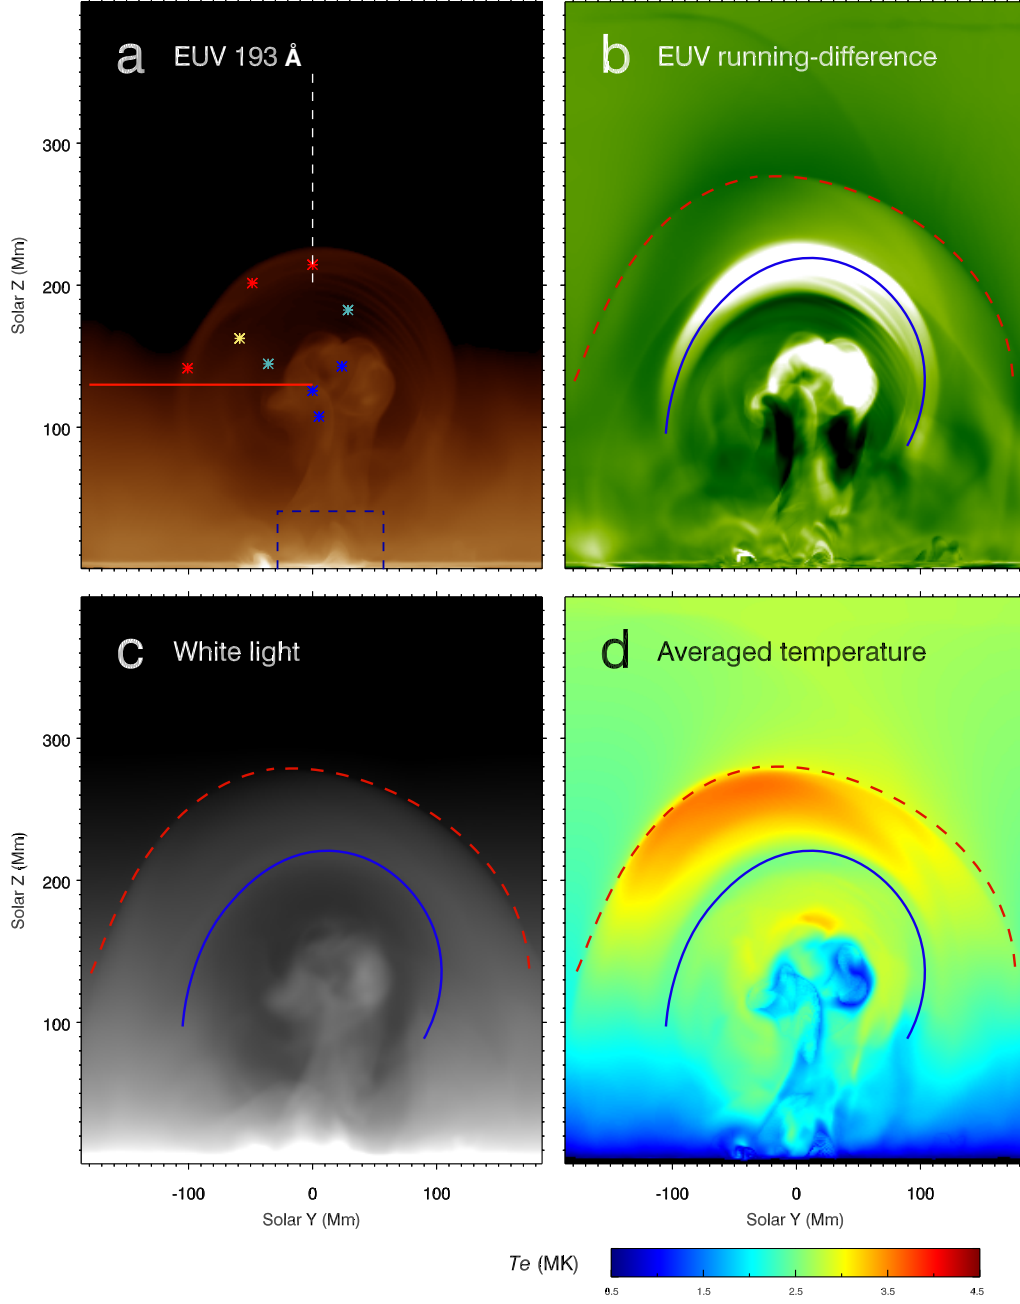 a EUV 193 Å
b EUV running-difference
300
200
100
Solar Z (Mm)
c White light
d Averaged temperature
300
200
100
Solar Z (Mm)
-100 0 100
-100 0 100
Solar Y (Mm)
Solar Y (Mm)
Te (MK)
0.5 1.5 2.5 3.5 4.5